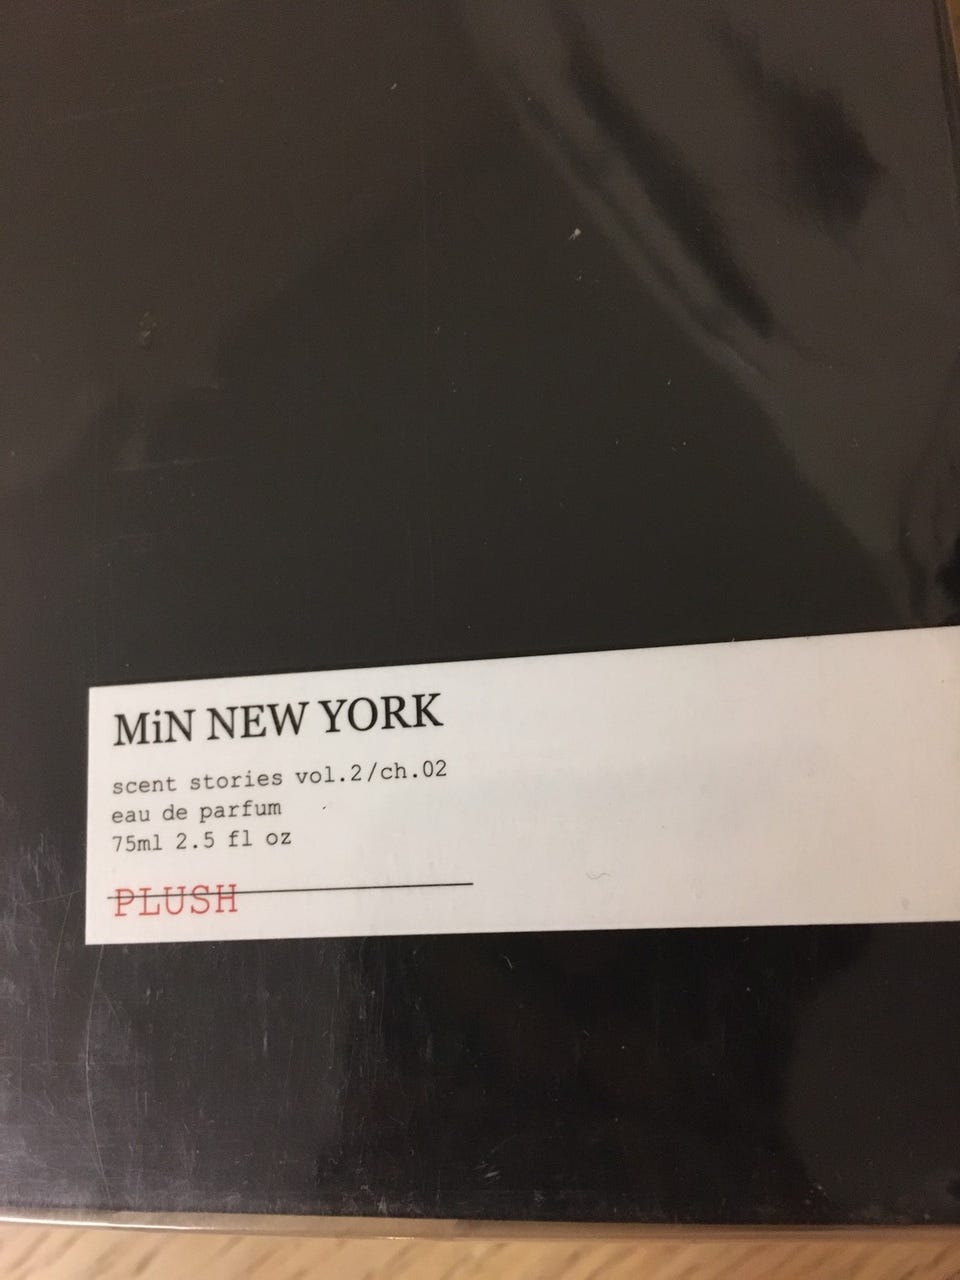 MiN NEW YORK
scent stories vol.2/ch.02
eau de parfum
75ml 2.5 fl oz
PLUSH